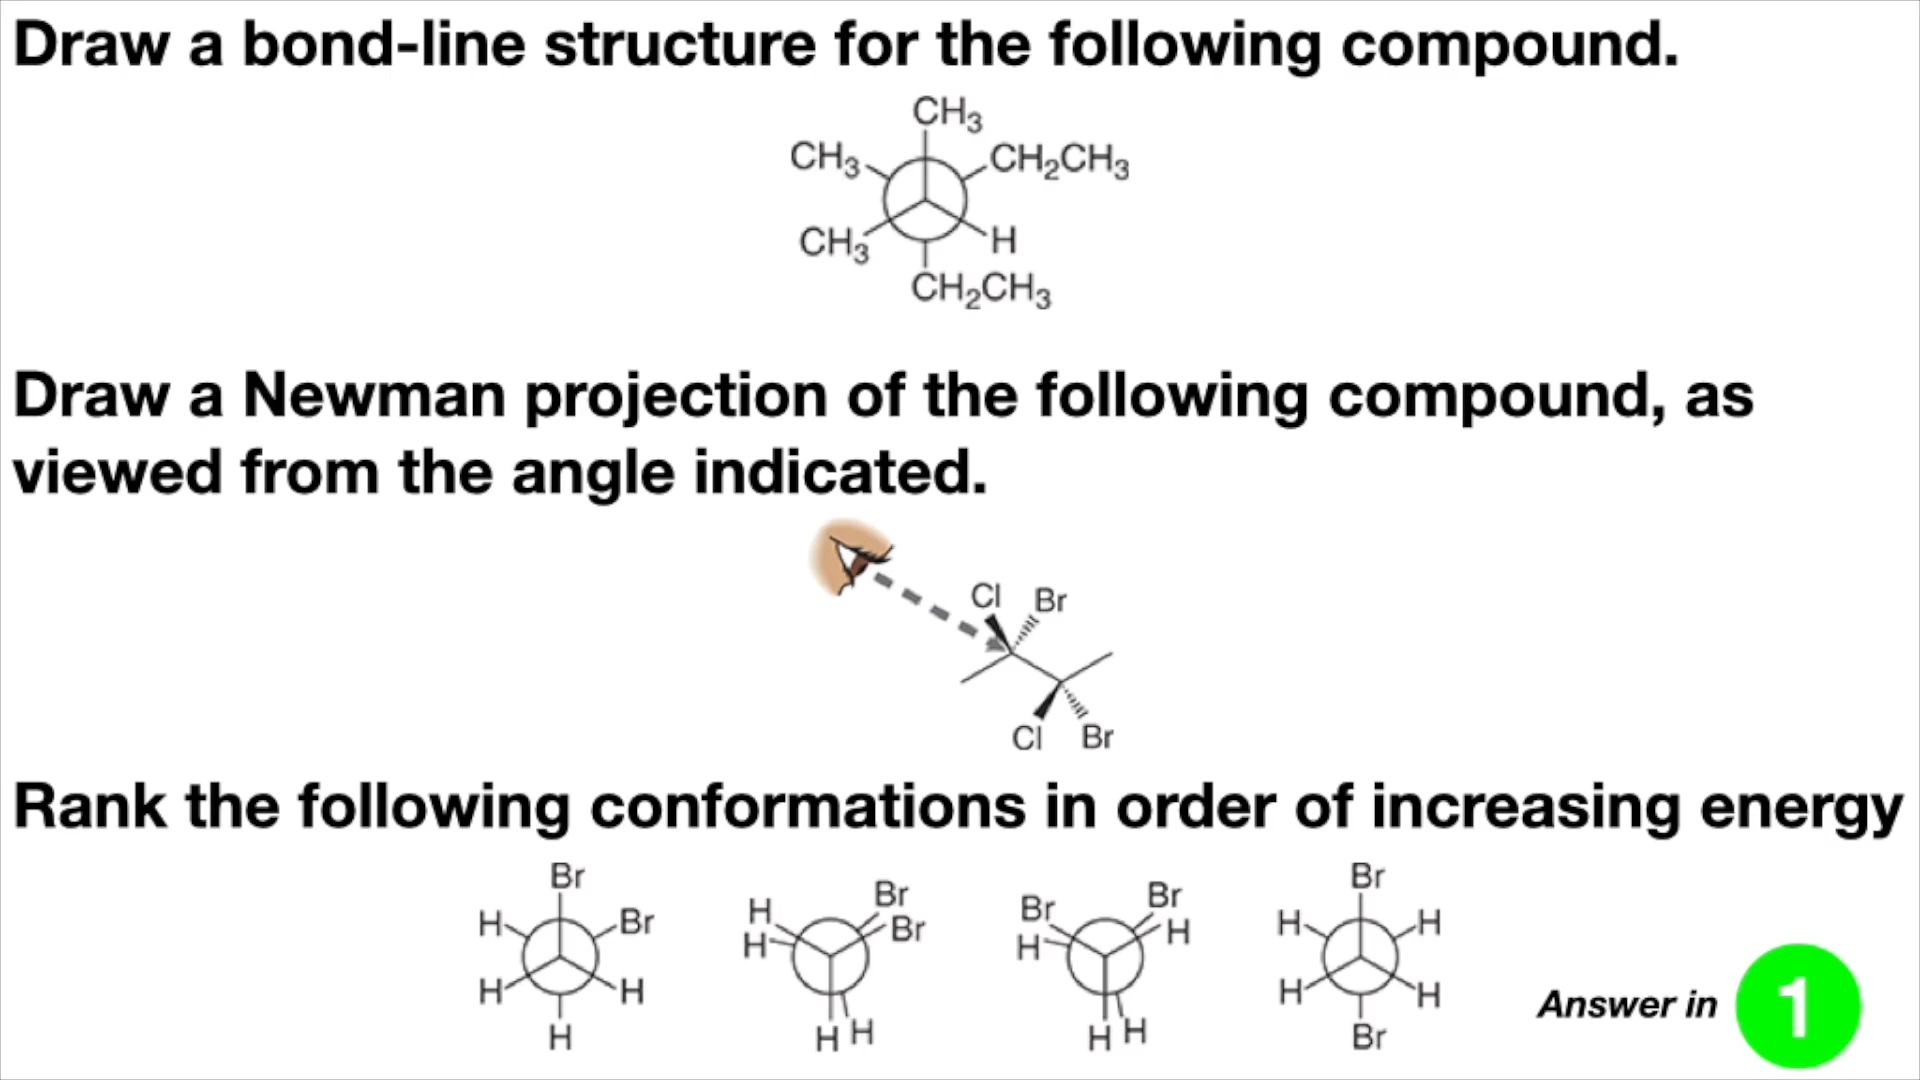 Draw a bond-line structure for the following compound.
CH₃
CH₃ CH₂CH₃
CH₃ H
CH₂CH₃
Draw a Newman projection of the following compound, as
viewed from the angle indicated.
Cl Br
Cl Br
Rank the following conformations in order of increasing energy
Br Br
H Br H Br Br Br H H
H Br H H
H H H H
H H H H H Br
Answer in 1